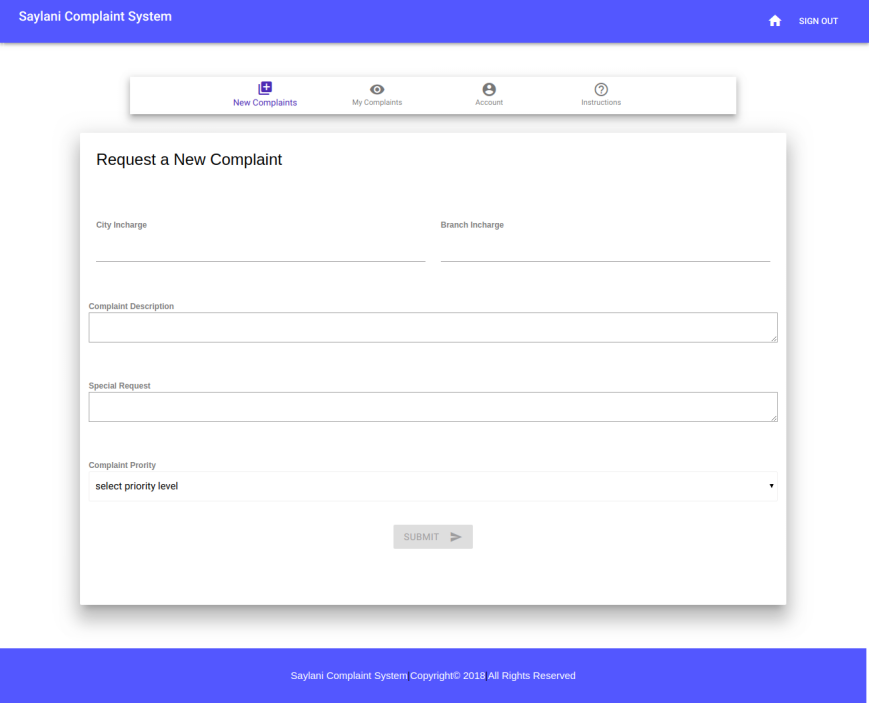 Saylani Complaint System
SIGN OUT
New Complaints
My Complaints
Account
Instructions
Request a New Complaint
City Incharge
Branch Incharge
Complaint Description
Special Request
Complaint Prority
select priority level
SUBMIT
Saylani Complaint System|Copyright© 2018|All Rights Reserved